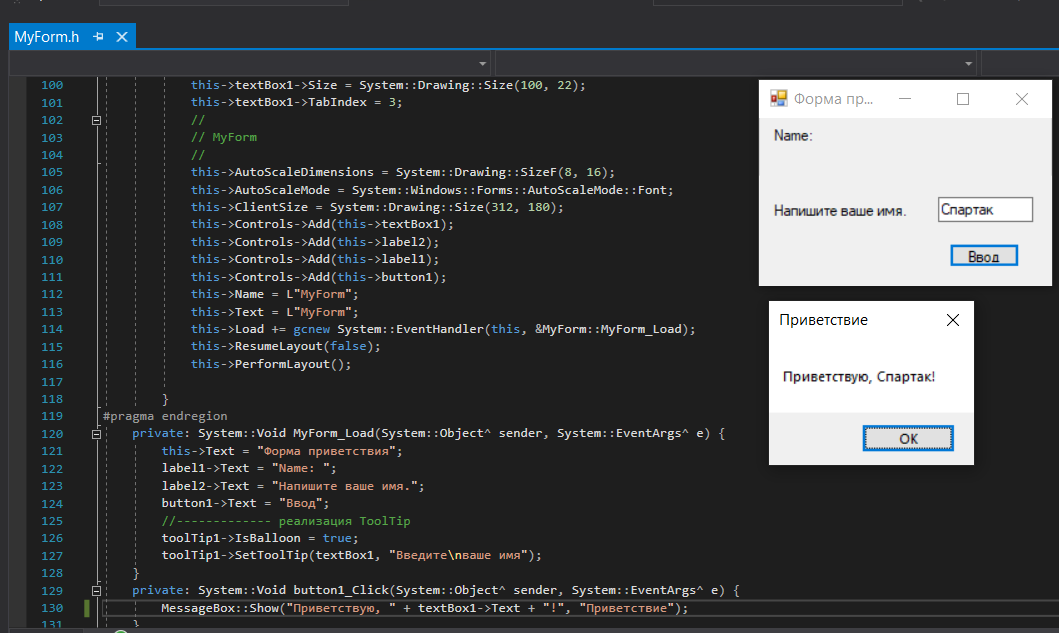 MyForm.h
100 this->textBox1->Size = System::Drawing::Size(100, 22);
101 this->textBox1->TabIndex = 3;
102 //
103 // MyForm
104 //
105 this->AutoScaleDimensions = System::Drawing::SizeF(8, 16);
106 this->AutoScaleMode = System::Windows::Forms::AutoScaleMode::Font;
107 this->ClientSize = System::Drawing::Size(312, 180);
108 this->Controls->Add(this->textBox1);
109 this->Controls->Add(this->label2);
110 this->Controls->Add(this->label1);
111 this->Controls->Add(this->button1);
112 this->Name = L"MyForm";
113 this->Text = L"MyForm";
114 this->Load += gcnew System::EventHandler(this, &MyForm::MyForm_Load);
115 this->ResumeLayout(false);
116 this->PerformLayout();
117
118 }
119 #pragma endregion
120 private: System::Void MyForm_Load(System::Object^ sender, System::EventArgs^ e) {
121 this->Text = "Форма приветствия";
122 label1->Text = "Name: ";
123 label2->Text = "Напишите ваше имя.";
124 button1->Text = "Ввод";
125 //------------- реализация ToolTip
126 toolTip1->IsBalloon = true;
127 toolTip1->SetToolTip(textBox1, "Введите\nваше имя");
128 }
129 private: System::Void button1_Click(System::Object^ sender, System::EventArgs^ e) {
130 MessageBox::Show("Приветствую, " + textBox1->Text + "!", "Приветствие");
131 }
Форма пр...
Name:
Напишите ваше имя. Спартак
Ввод
Приветствие
Приветствую, Спартак!
OK